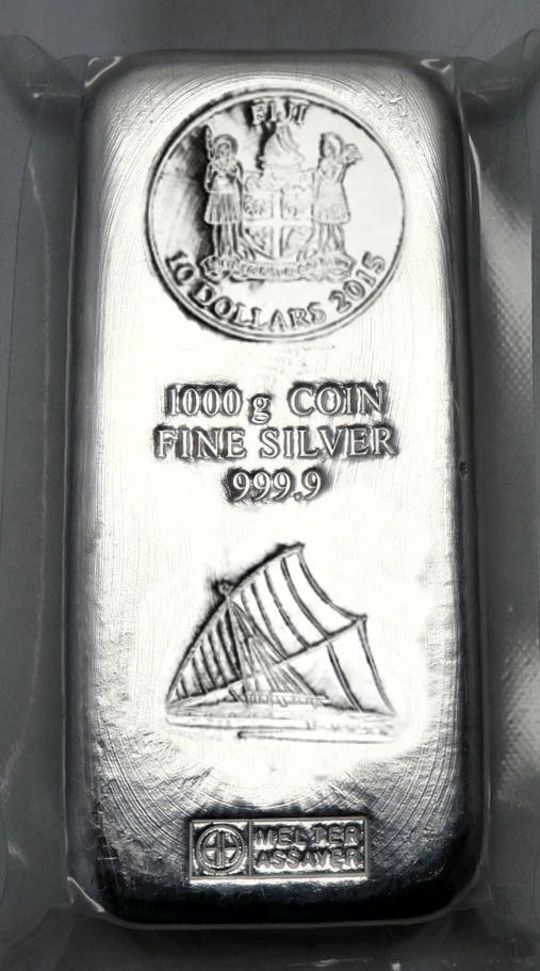 FIJI
10 DOLLARS 2015
1000 g COIN
FINE SILVER
999.9
MELTER
ASSAYER